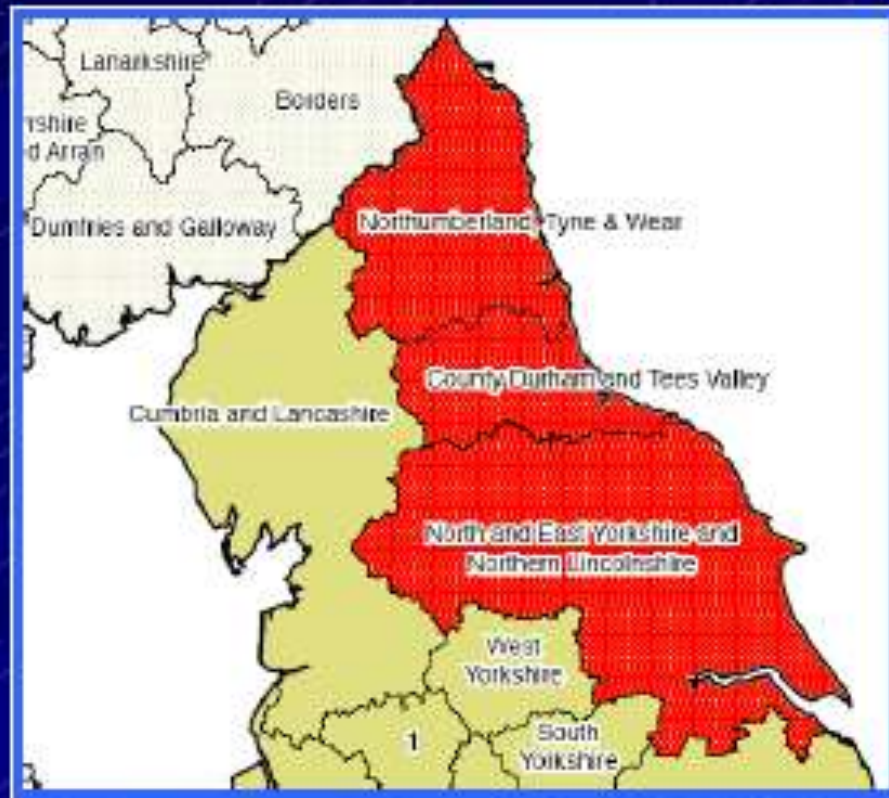 Lanarkshire
Borders
rshire
d Arran
Dumfries and Galloway
Northumberland, Tyne & Wear
County Durham and Tees Valley
Cumbria and Lancashire
North and East Yorkshire and
Northern Lincolnshire
West
Yorkshire
1
South
Yorkshire